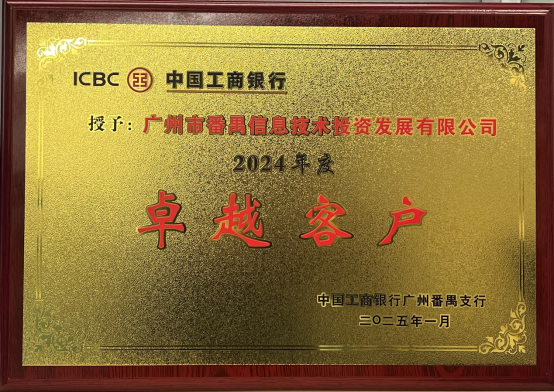 ICBC 中国工商银行
授予：广州市番禺信息技术投资发展有限公司
2024年度
卓越客户
中国工商银行广州番禺支行
二〇二五年一月